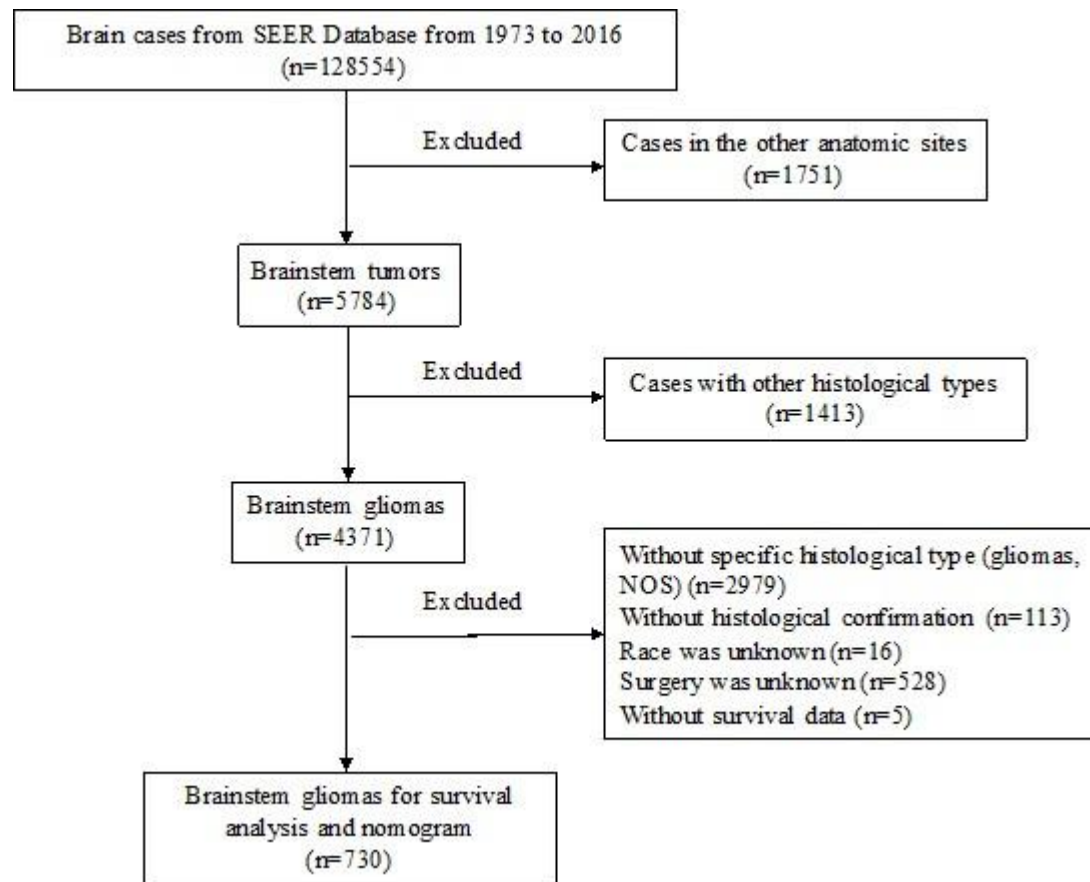 Brain cases from SEER Database from 1973 to 2016
(n=128554)
Excluded
Cases in the other anatomic sites
(n=1751)
Brainstem tumors
(n=5784)
Excluded
Cases with other histological types
(n=1413)
Brainstem gliomas
(n=4371)
Excluded
Without specific histological type (gliomas,
NOS) (n=2979)
Without histological confirmation (n=113)
Race was unknown (n=16)
Surgery was unknown (n=528)
Without survival data (n=5)
Brainstem gliomas for survival
analysis and nomogram
(n=730)